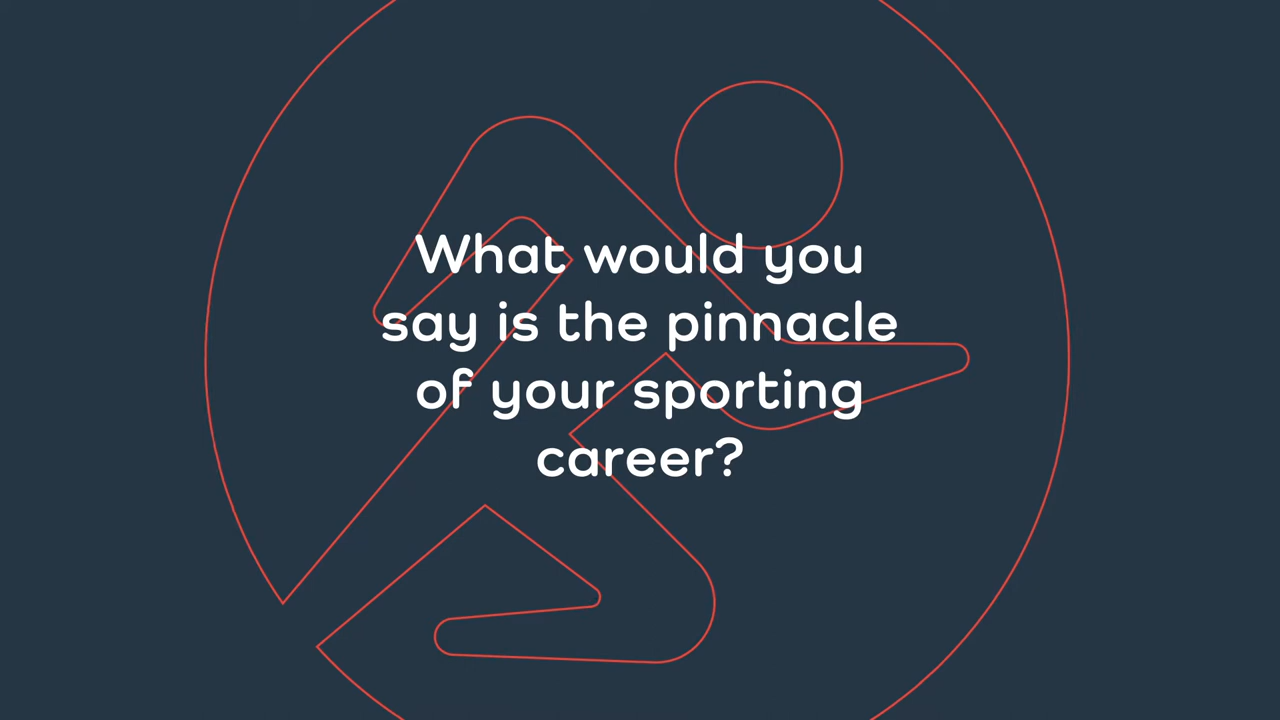 What would you
say is the pinnacle
of your sporting
career?